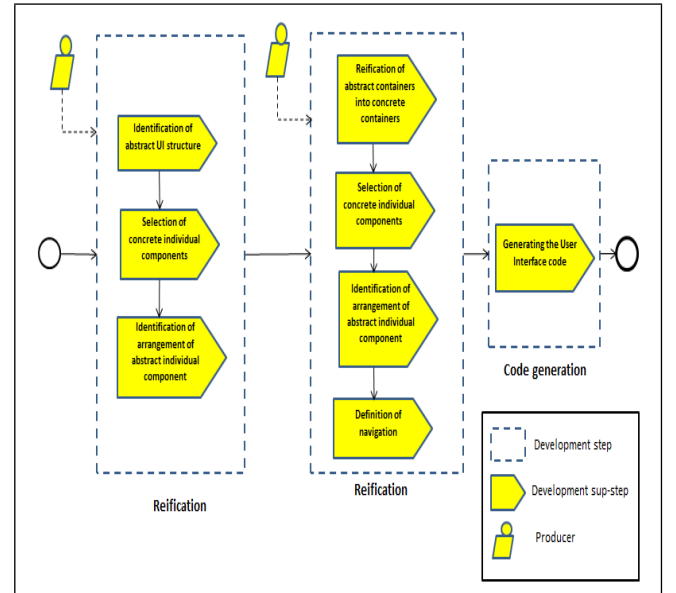 Identification of
abstract UI structure
Selection of
concrete individual
components
Identification of
arrangement of
abstract individual
component
Reification
Reification of
abstract containers
into concrete
containers
Selection of
concrete individual
components
Identification of
arrangement of
abstract individual
component
Definition of
navigation
Reification
Generating the User
Interface code
Code generation
Development step
Development sup-step
Producer